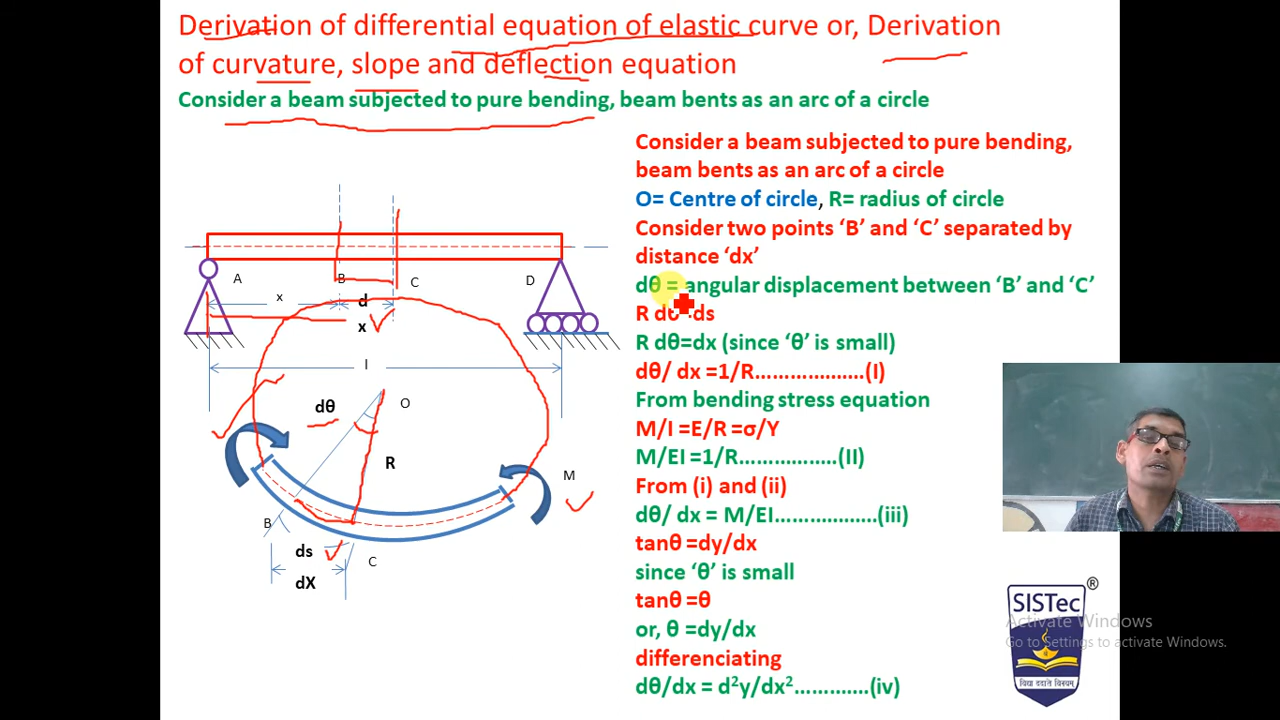 Derivation of differential equation of elastic curve or, Derivation
of curvature, slope and deflection equation
Consider a beam subjected to pure bending, beam bents as an arc of a circle
Consider a beam subjected to pure bending,
beam bents as an arc of a circle
O= Centre of circle, R= radius of circle
Consider two points ‘B’ and ‘C’ separated by
distance ‘dx’
dθ = angular displacement between ‘B’ and ‘C’
R dθ ds
R dθ=dx (since ‘θ’ is small)
dθ/ dx =1/R...................(I)
From bending stress equation
M/I =E/R =σ/Y
M/EI =1/R..................(II)
From (i) and (ii)
dθ/ dx = M/EI..................(iii)
tanθ =dy/dx
since ‘θ’ is small
tanθ =θ
or, θ =dy/dx
differenciating
dθ/dx = d²y/dx².............(iv)
A
B
C
D
x
d
x
l
dθ
O
R
M
B
ds
C
dX
SISTec
®
विद्या ददाति विनयम्
Activate Windows
Go to Settings to activate Windows.